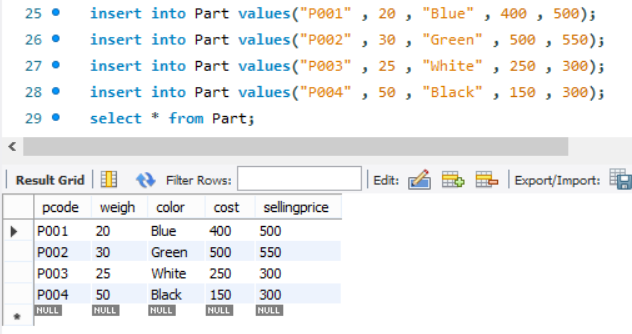 25 insert into Part values("P001" , 20 , "Blue" , 400 , 500);
26 insert into Part values("P002" , 30 , "Green" , 500 , 550);
27 insert into Part values("P003" , 25 , "White" , 250 , 300);
28 insert into Part values("P004" , 50 , "Black" , 150 , 300);
29 select * from Part;
Result Grid Filter Rows: Edit: Export/Import:
pcode weigh color cost sellingprice
P001 20 Blue 400 500
P002 30 Green 500 550
P003 25 White 250 300
P004 50 Black 150 300
* NULL NULL NULL NULL NULL